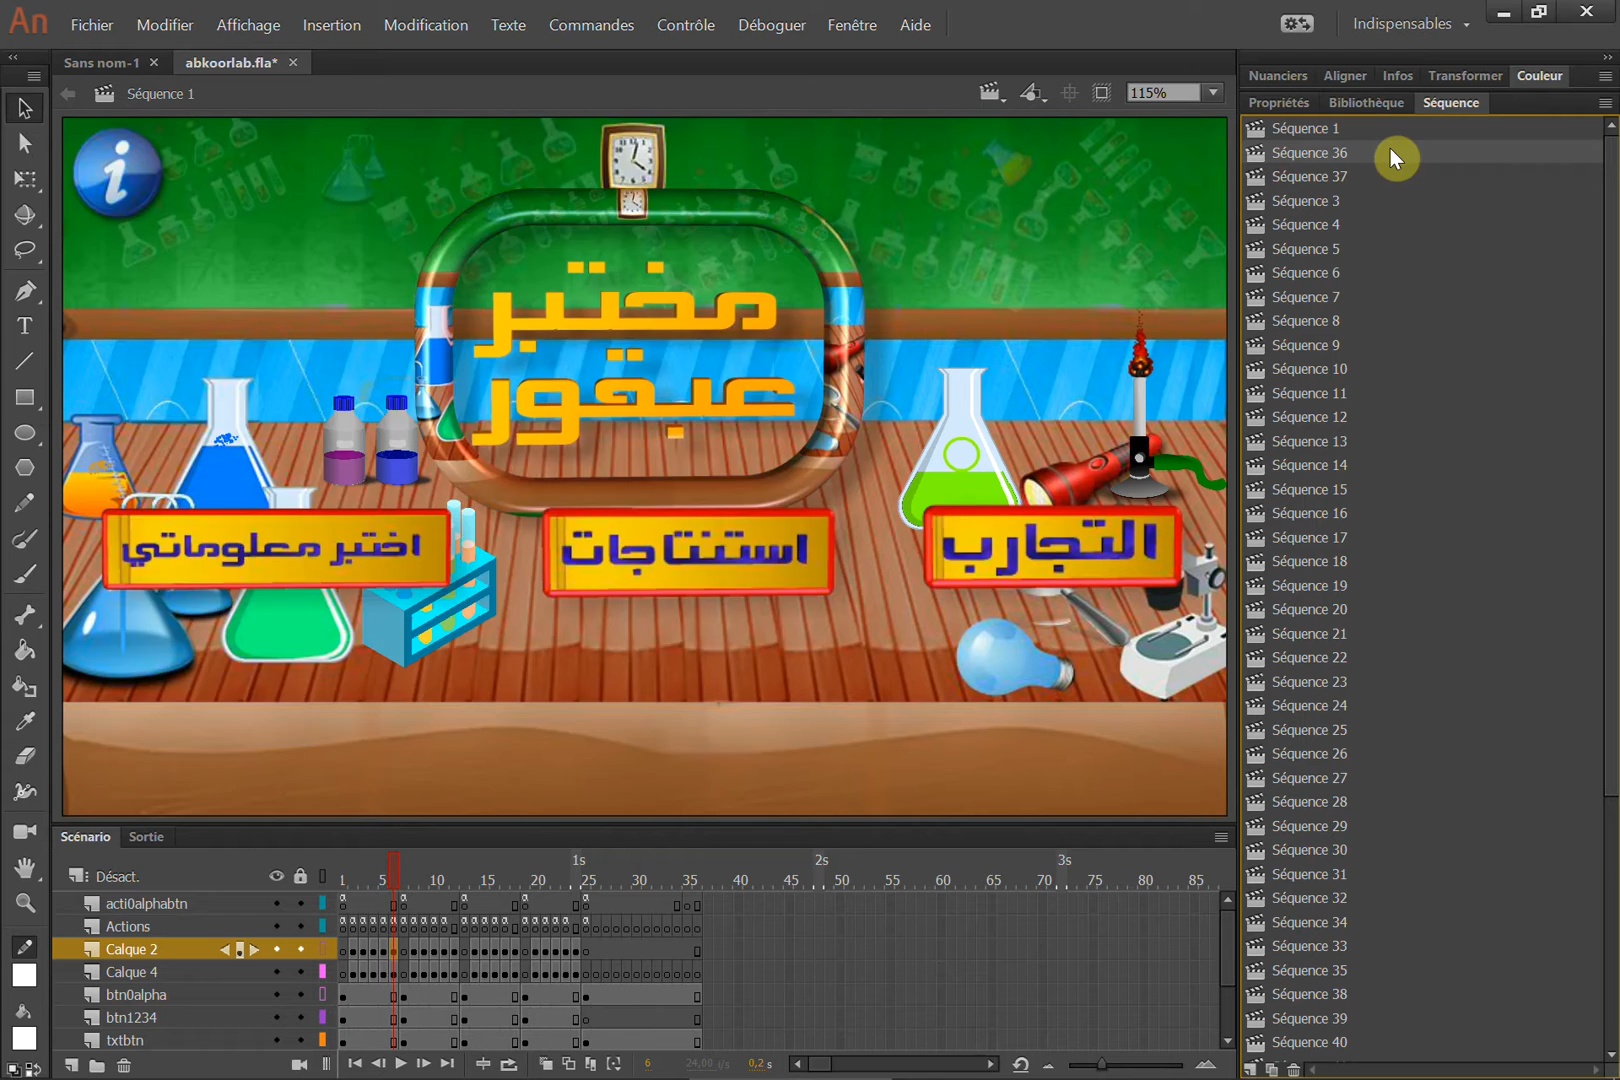 An Fichier Modifier Affichage Insertion Modification Texte Commandes Contrôle Déboguer Fenêtre Aide Indispensables
Sans nom-1 × abkoorlab.fla* ×
Séquence 1 115%
Nuanciers Aligner Infos Transformer Couleur
Propriétés Bibliothèque Séquence
Séquence 1
Séquence 36
Séquence 37
Séquence 3
Séquence 4
Séquence 5
Séquence 6
Séquence 7
Séquence 8
Séquence 9
Séquence 10
Séquence 11
Séquence 12
Séquence 13
Séquence 14
Séquence 15
Séquence 16
Séquence 17
Séquence 18
Séquence 19
Séquence 20
Séquence 21
Séquence 22
Séquence 23
Séquence 24
Séquence 25
Séquence 26
Séquence 27
Séquence 28
Séquence 29
Séquence 30
Séquence 31
Séquence 32
Séquence 34
Séquence 33
Séquence 35
Séquence 38
Séquence 39
Séquence 40
i
مختبر
عبقور
التجارب
استنتاجات
اختبر معلوماتي
Scénario Sortie
1s 2s 3s
Désact. 1 5 10 15 20 25 30 35 40 45 50 55 60 65 70 75 80 85
acti0alphabtn
Actions
Calque 2
Calque 4
btn0alpha
btn1234
txtbtn
6 24,00 i/s 0,2 s